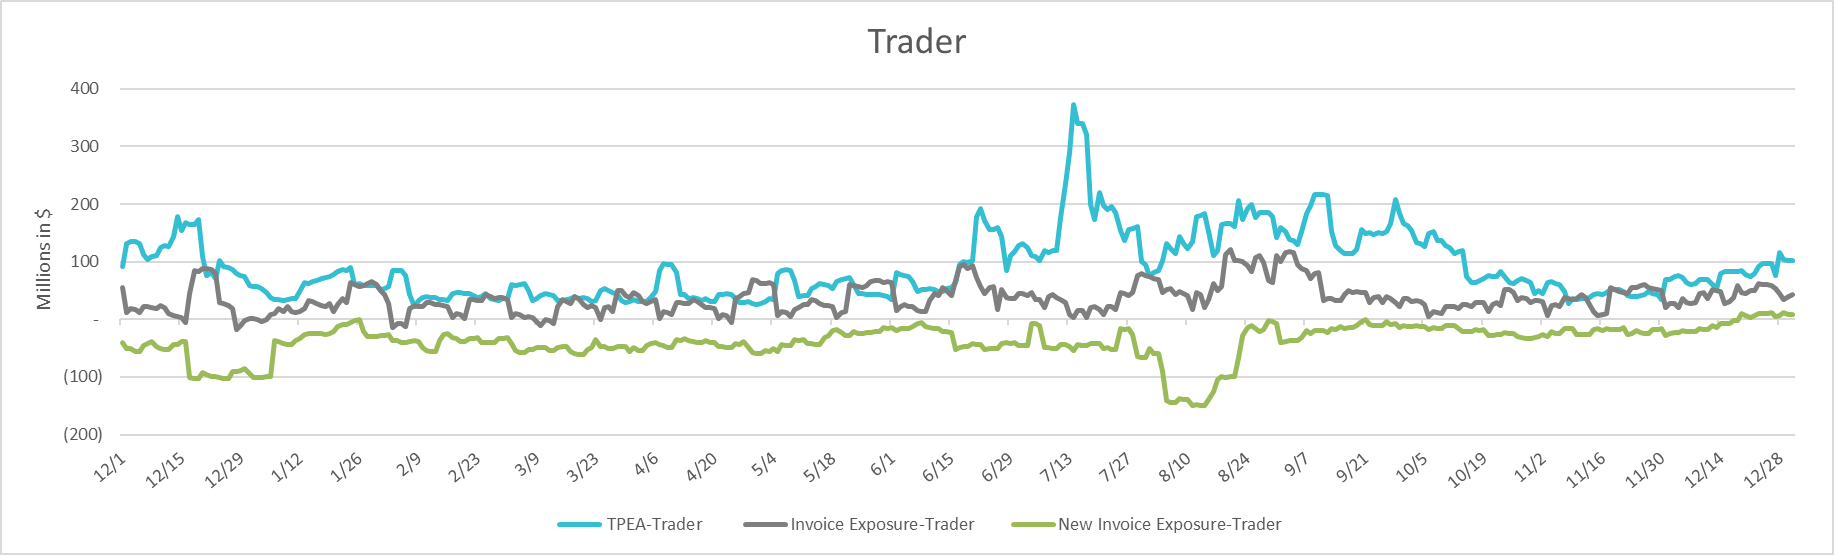 Trader
Millions in $
400
300
200
100
-
(100)
(200)
12/1 12/15 12/29 1/12 1/26 2/9 2/23 3/9 3/23 4/6 4/20 5/4 5/18 6/1 6/15 6/29 7/13 7/27 8/10 8/24 9/7 9/21 10/5 10/19 11/2 11/16 11/30 12/14 12/28
TPEA-Trader Invoice Exposure-Trader New Invoice Exposure-Trader